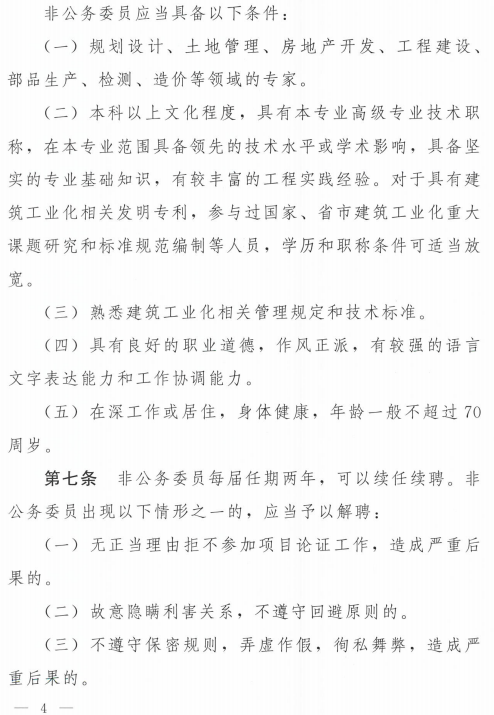 非公务委员应当具备以下条件：
（一）规划设计、土地管理、房地产开发、工程建设、
部品生产、检测、造价等领域的专家。
（二）本科以上文化程度，具有本专业高级专业技术职
称，在本专业范围具备领先的技术水平或学术影响，具备坚
实的专业基础知识，有较丰富的工程实践经验。对于具有建
筑工业化相关发明专利，参与过国家、省市建筑工业化重大
课题研究和标准规范编制等人员，学历和职称条件可适当放
宽。
（三）熟悉建筑工业化相关管理规定和技术标准。
（四）具有良好的职业道德，作风正派，有较强的语言
文字表达能力和工作协调能力。
（五）在深工作或居住，身体健康，年龄一般不超过 70
周岁。
第七条 非公务委员每届任期两年，可以续任续聘。非
公务委员出现以下情形之一的，应当予以解聘：
（一）无正当理由拒不参加项目论证工作，造成严重后
果的。
（二）故意隐瞒利害关系，不遵守回避原则的。
（三）不遵守保密规则，弄虚作假，徇私舞弊，造成严
重后果的。
— 4 —